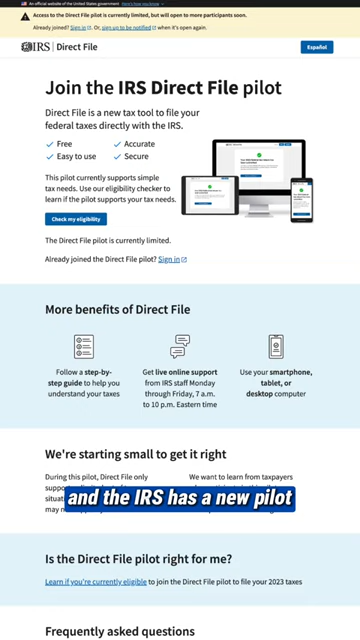 An official website of the United States government Here's how you know
Access to the Direct File pilot is currently limited, but will open to more participants soon.
Already joined? Sign in Or, sign up to be notified when it's open again.
IRS Direct File
Español
Join the IRS Direct File pilot
Direct File is a new tax tool to file your
federal taxes directly with the IRS.
Free
Accurate
Easy to use
Secure
This pilot currently supports simple
tax needs. Use our eligibility checker to
learn if the pilot supports your tax needs.
Check my eligibility
The Direct File pilot is currently limited.
Already joined the Direct File pilot? Sign in
More benefits of Direct File
Follow a step-by-
step guide to help you
understand your taxes
Get live online support
from IRS staff Monday
through Friday, 7 a.m.
to 10 p.m. Eastern time
Use your smartphone,
tablet, or
desktop computer
We're starting small to get it right
During this pilot, Direct File only
We want to learn from taxpayers
and the IRS has a new pilot
Is the Direct File pilot right for me?
Learn if you're currently eligible to join the Direct File pilot to file your 2023 taxes
Frequently asked questions